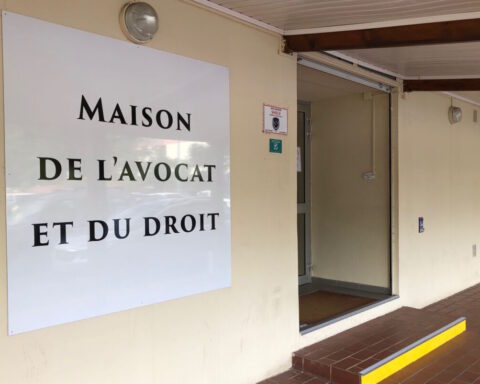 MAISON
DE L'AVOCAT
ET DU DROIT